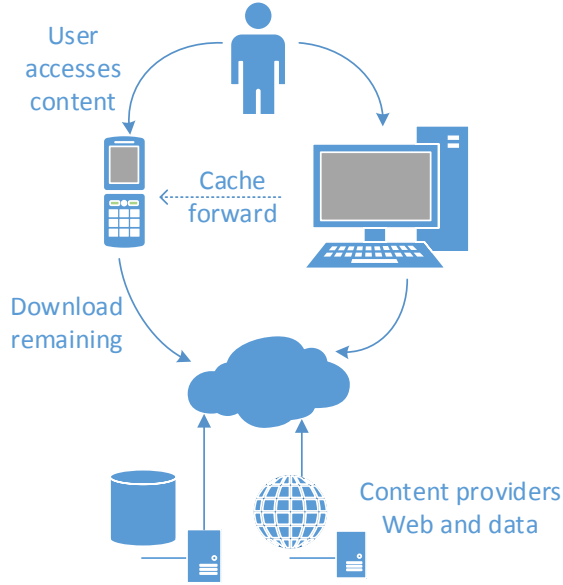 User
accesses
content
Cache
forward
Download
remaining
Content providers
Web and data